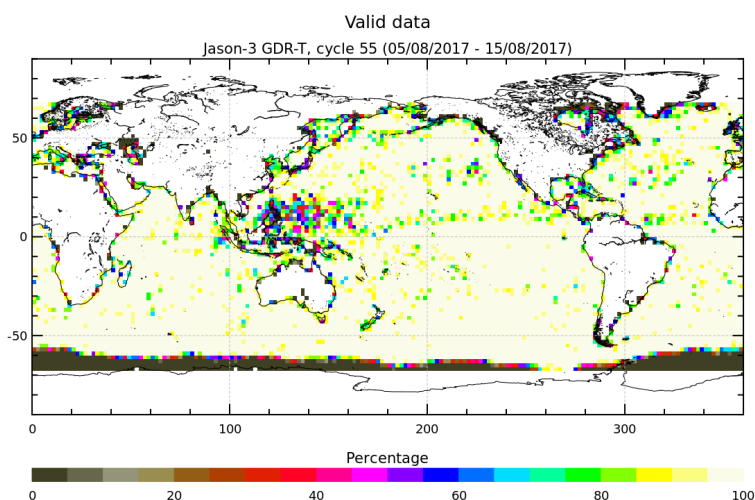 Valid data
Jason-3 GDR-T, cycle 55 (05/08/2017 - 15/08/2017)
50
0
-50
0 100 200 300
Percentage
0 20 40 60 80 100